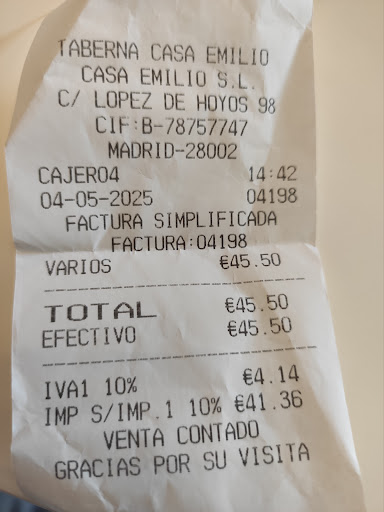 TABERNA CASA EMILIO
CASA EMILIO S.L.
C/ LOPEZ DE HOYOS 98
CIF:B-78757747
MADRID-28002
CAJERO4 14:42
04-05-2025 04198
FACTURA SIMPLIFICADA
FACTURA:04198
VARIOS €45.50
TOTAL €45.50
EFECTIVO €45.50
IVA1 10% €4.14
IMP S/IMP.1 10% €41.36
VENTA CONTADO
GRACIAS POR SU VISITA